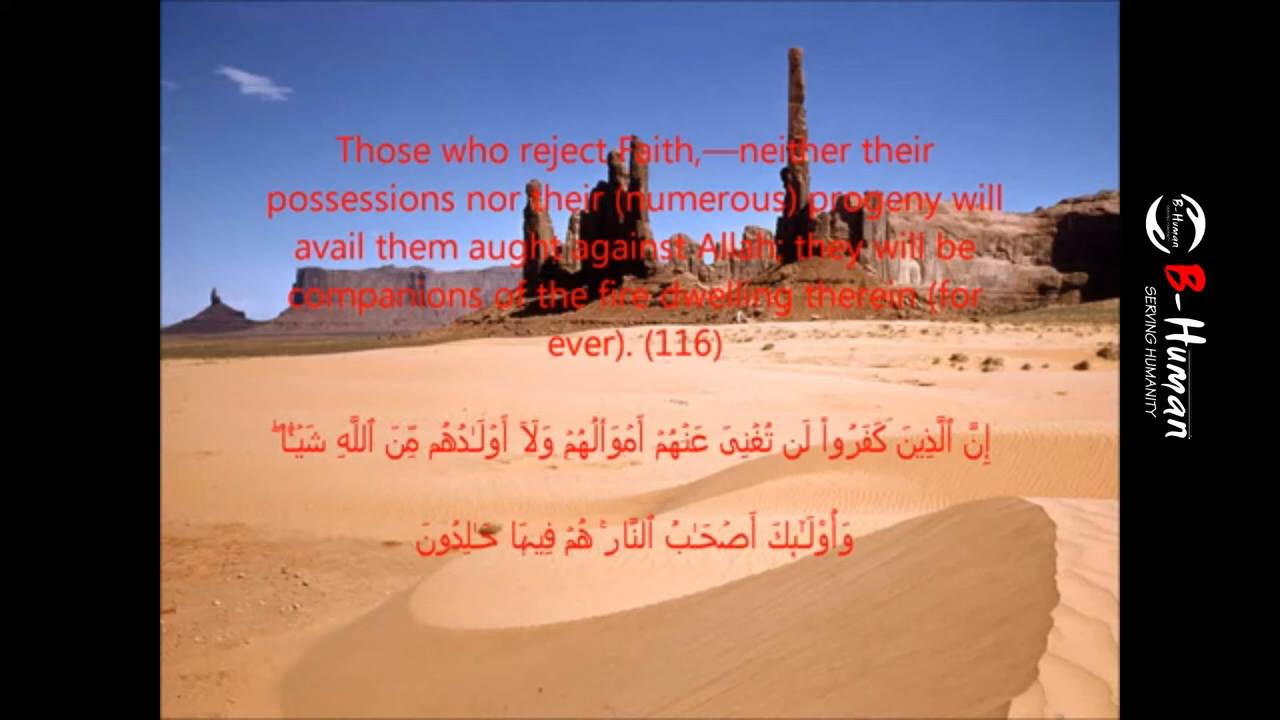 Those who reject Faith,—neither their
possessions nor their (numerous) progeny will
avail them aught against Allah; they will be
companions of the fire dwelling therein (for
ever). (116)
إِنَّ ٱلَّذِينَ كَفَرُوا۟ لَن تُغْنِىَ عَنْهُمْ أَمْوَٰلُهُمْ وَلَآ أَوْلَـٰدُهُم مِّنَ ٱللَّهِ شَيْـًٔا ۖ
وَأُو۟لَـٰٓئِكَ أَصْحَـٰبُ ٱلنَّارِ ۚ هُمْ فِيهَا خَـٰلِدُونَ
B-Human
B-Human
SERVING HUMANITY